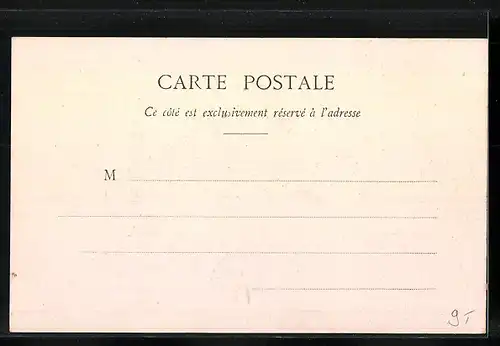 CARTE POSTALE
Ce côté est exclusivement réservé à l'adresse
M
9-